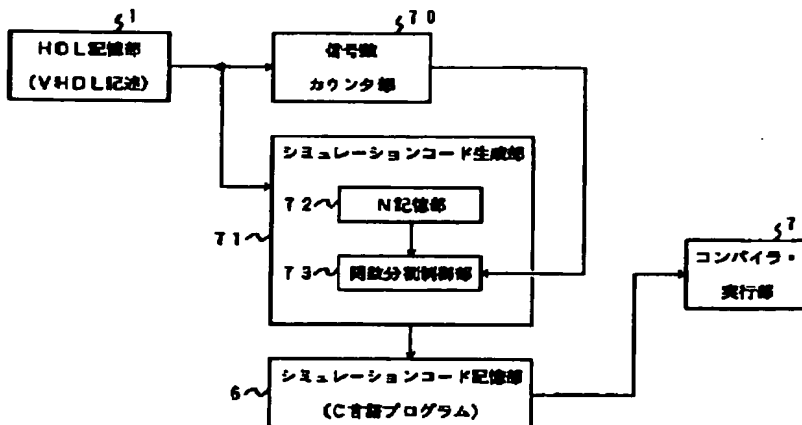 1
HDL記憶部
(VHDL記述)
70
信号数
カウンタ部
シミュレーションコード生成部
72
N記憶部
71
73
関数分割制御部
7
コンパイラ・
実行部
6
シミュレーションコード記憶部
(C言語プログラム)